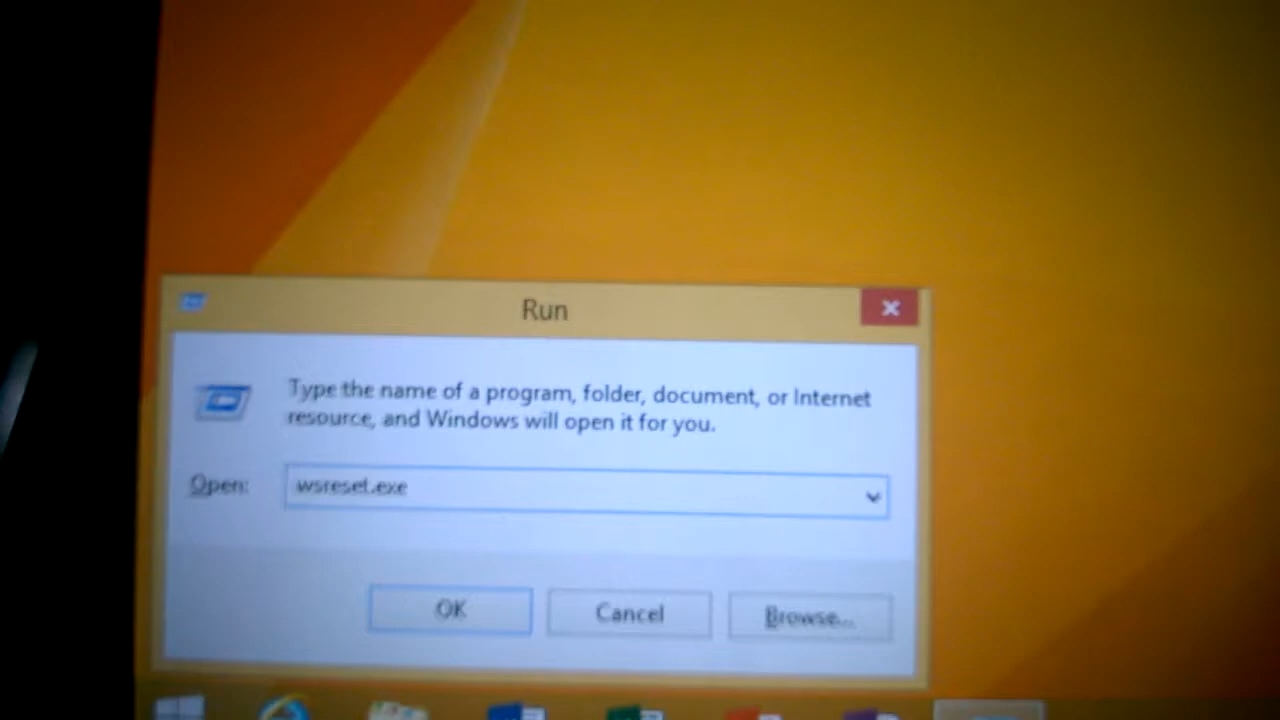 Run
Type the name of a program, folder, document, or Internet
resource, and Windows will open it for you.
Open: wsreset.exe
OK Cancel Browse...